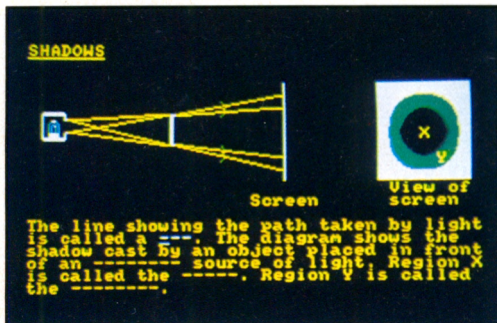 SHADOWS
X
Y
Screen
View of
screen
The line showing the path taken by light
is called a ---. The diagram shows the
shadow cast by an object placed in front
of an -------- source of light. Region X
is called the -----. Region Y is called
the --------.